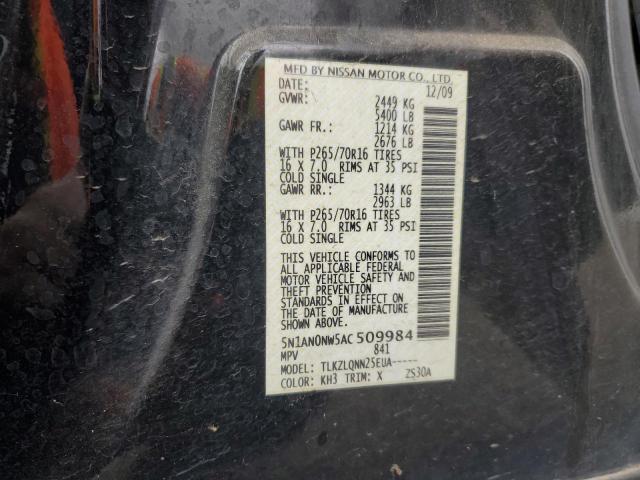 MFD BY NISSAN MOTOR CO., LTD.
DATE: 12/09
GVWR: 2449 KG
5400 LB
GAWR FR.: 1214 KG
2676 LB
WITH P265/70R16 TIRES
16 X 7.0 RIMS AT 35 PSI
COLD SINGLE
GAWR RR.: 1344 KG
2963 LB
WITH P265/70R16 TIRES
16 X 7.0 RIMS AT 35 PSI
COLD SINGLE
THIS VEHICLE CONFORMS TO
ALL APPLICABLE FEDERAL
MOTOR VEHICLE SAFETY AND
THEFT PREVENTION
STANDARDS IN EFFECT ON
THE DATE OF MANUFACTURE
SHOWN ABOVE.
5N1AN0NW5AC509984
MPV 841
MODEL: TLKZLQNN25EUA-----
COLOR: KH3 TRIM: X ZS30A